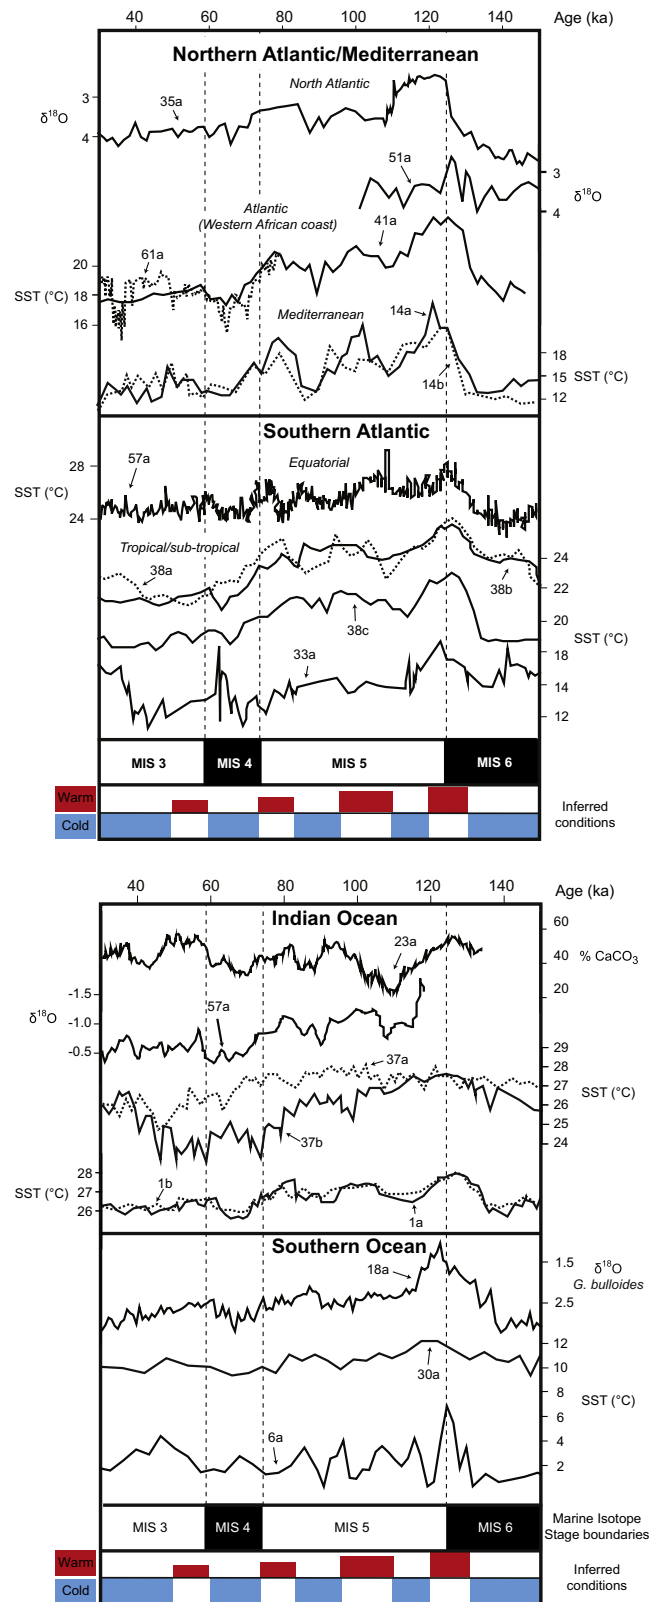 40 60 80 100 120 140 Age (ka)
Northern Atlantic/Mediterranean
North Atlantic
3
35a
δ¹⁸O
4
51a
3
δ¹⁸O
4
Atlantic
(Western African coast)
41a
61a
20
SST (°C) 18
16
Mediterranean
14a
18
15 SST (°C)
14b
12
Southern Atlantic
57a
Equatorial
28
SST (°C)
24
Tropical/sub-tropical
38a
24
38b
22
20
38c
SST (°C)
33a
18
14
12
MIS 3 MIS 4 MIS 5 MIS 6
Warm
Cold
Inferred
conditions
40 60 80 100 120 140 Age (ka)
Indian Ocean
60
23a
40 % CaCO₃
20
-1.5
57a
δ¹⁸O -1.0
-0.5
29
37a
28
27
SST (°C)
26
25
37b
24
28
1b
SST (°C) 27
26
1a
Southern Ocean
18a
1.5
δ¹⁸O
G. bulloides
2.5
12
30a
10
8
SST (°C)
6
6a
4
2
MIS 3 MIS 4 MIS 5 MIS 6
Marine Isotope
Stage boundaries
Warm
Cold
Inferred
conditions